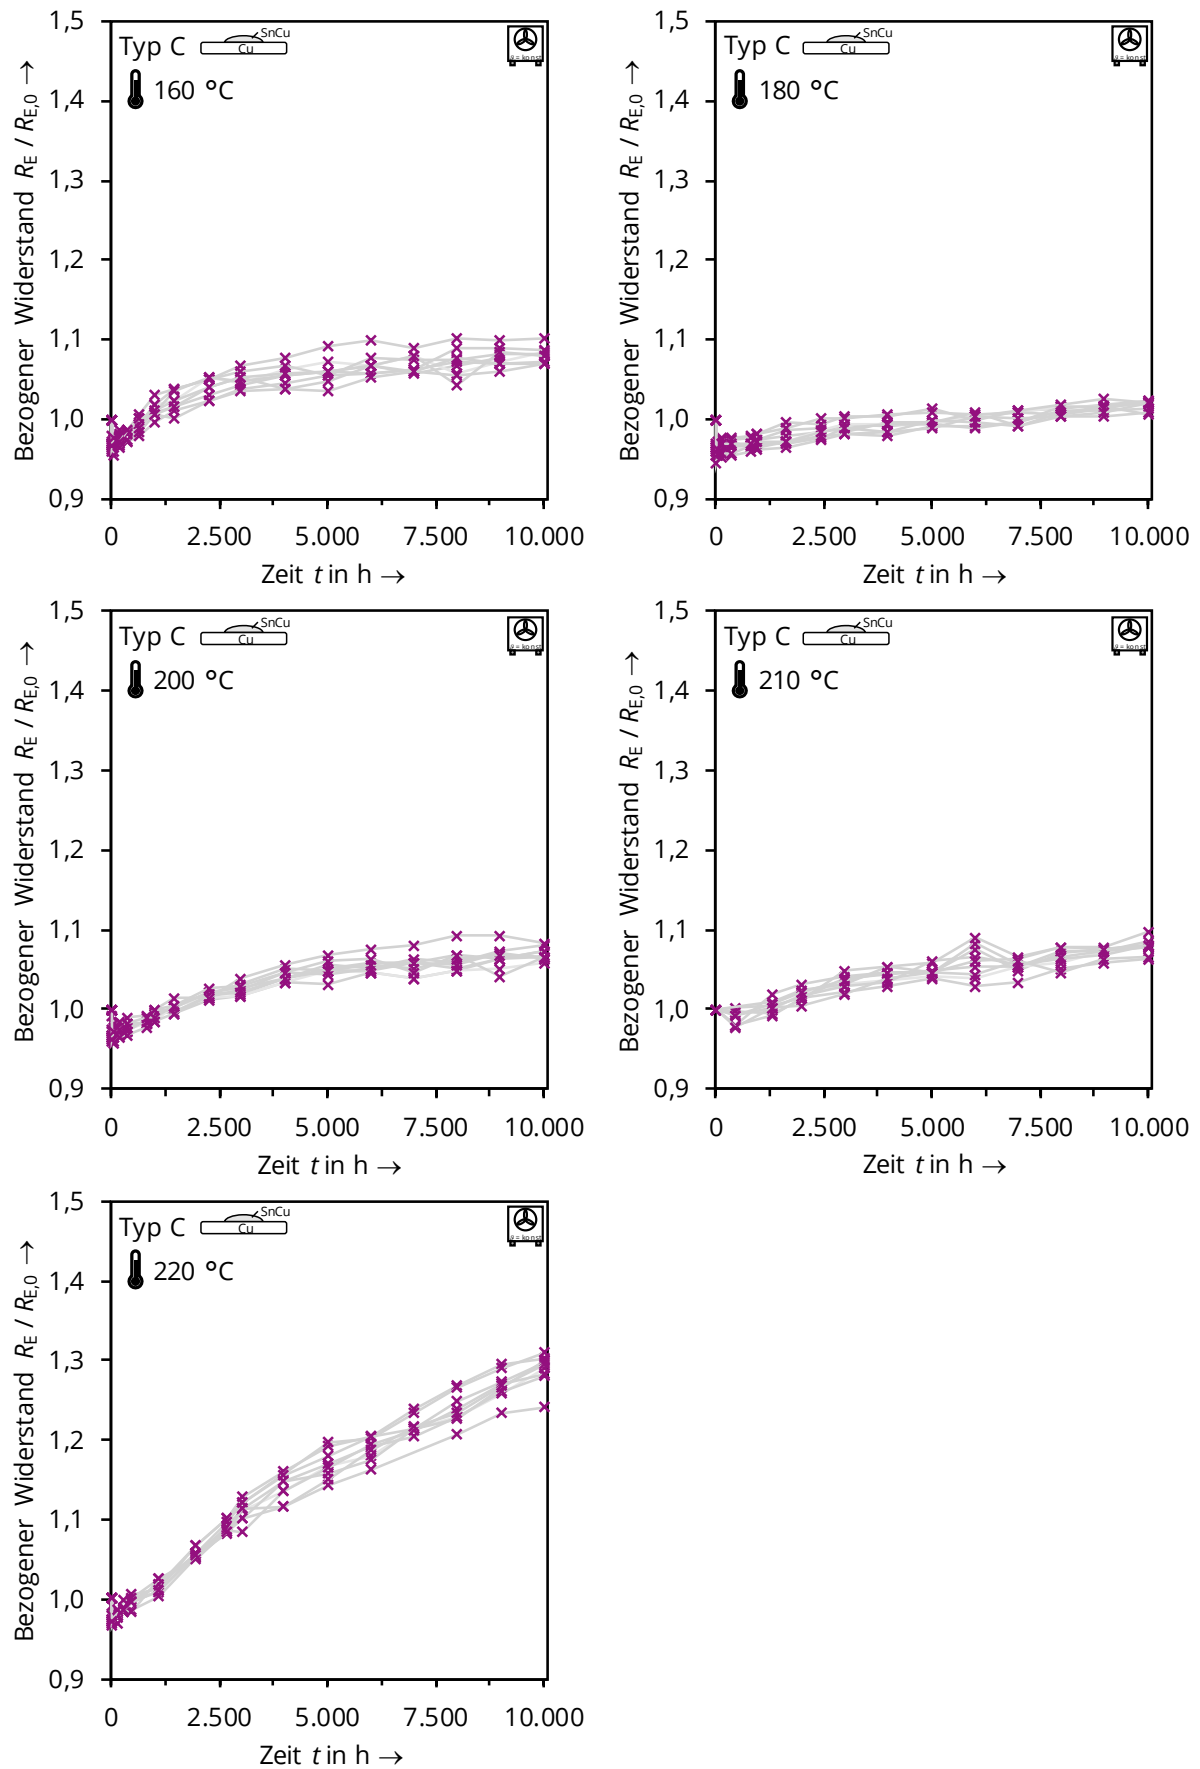 1,5
Typ C
SnCu
Cu
ϑ = konst
160 °C
1,4
1,3
1,2
1,1
1,0
0,9
Bezogener Widerstand RE / RE,0 →
0 2.500 5.000 7.500 10.000
Zeit t in h →
1,5
Typ C
SnCu
Cu
ϑ = konst
180 °C
1,4
1,3
1,2
1,1
1,0
0,9
Bezogener Widerstand RE / RE,0 →
0 2.500 5.000 7.500 10.000
Zeit t in h →
1,5
Typ C
SnCu
Cu
ϑ = konst
200 °C
1,4
1,3
1,2
1,1
1,0
0,9
Bezogener Widerstand RE / RE,0 →
0 2.500 5.000 7.500 10.000
Zeit t in h →
1,5
Typ C
SnCu
Cu
ϑ = konst
210 °C
1,4
1,3
1,2
1,1
1,0
0,9
Bezogener Widerstand RE / RE,0 →
0 2.500 5.000 7.500 10.000
Zeit t in h →
1,5
Typ C
SnCu
Cu
ϑ = konst
220 °C
1,4
1,3
1,2
1,1
1,0
0,9
Bezogener Widerstand RE / RE,0 →
0 2.500 5.000 7.500 10.000
Zeit t in h →